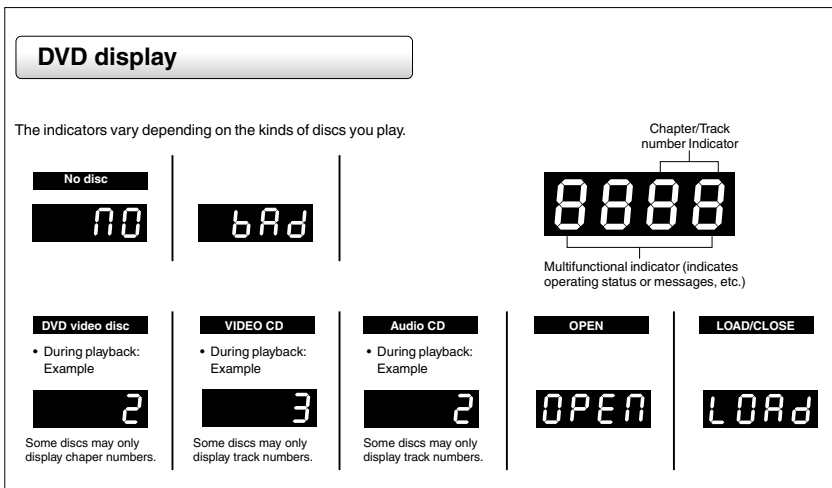 DVD display
The indicators vary depending on the kinds of discs you play.
Chapter/Track
number Indicator
No disc
NO
bAd
8888
Multifunctional indicator (indicates
operating status or messages, etc.)
DVD video disc
• During playback:
Example
2
Some discs may only
display chaper numbers.
VIDEO CD
• During playback:
Example
3
Some discs may only
display track numbers.
Audio CD
• During playback:
Example
2
Some discs may only
display track numbers.
OPEN
OPEN
LOAD/CLOSE
LOAd